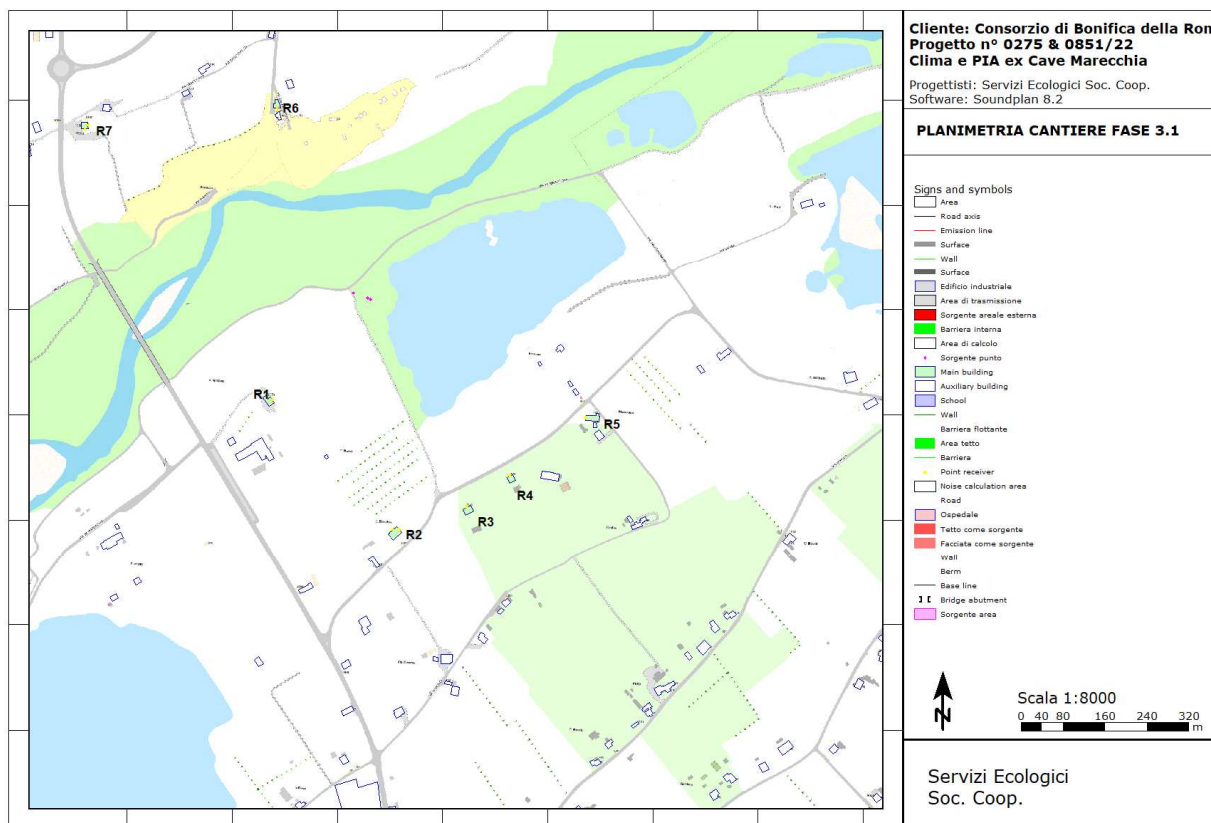 Cliente: Consorzio di Bonifica della Rom
Progetto n° 0275 & 0851/22
Clima e PIA ex Cave Marecchia
Progettisti: Servizi Ecologici Soc. Coop.
Software: Soundplan 8.2
PLANIMETRIA CANTIERE FASE 3.1
Signs and symbols
Area
Road axis
Emission line
Surface
Wall
Surface
Edificio industriale
Area di trasmissione
Sorgente areale esterna
Barriera interna
Area di calcolo
Sorgente punto
Main building
Auxiliary building
School
Wall
Barriera flottante
Area tetto
Barriera
Point receiver
Noise calculation area
Road
Ospedale
Tetto come sorgente
Facciata come sorgente
Wall
Berm
Base line
Bridge abutment
Sorgente area
N
Scala 1:8000
0 40 80 160 240 320
m
Servizi Ecologici
Soc. Coop.
R6
R7
R1
R5
R4
R3
R2